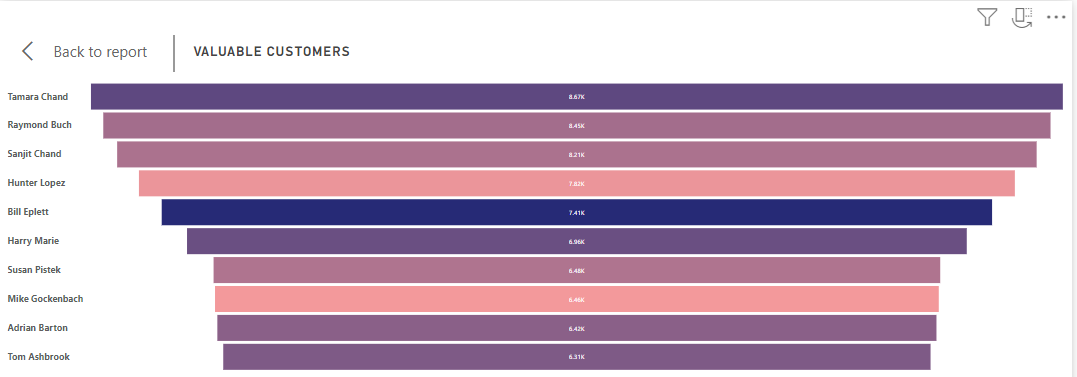 Back to report
VALUABLE CUSTOMERS
Tamara Chand 8.67K
Raymond Buch 8.45K
Sanjit Chand 8.21K
Hunter Lopez 7.82K
Bill Eplett 7.41K
Harry Marie 6.96K
Susan Pistek 6.48K
Mike Gockenbach 6.46K
Adrian Barton 6.42K
Tom Ashbrook 6.31K